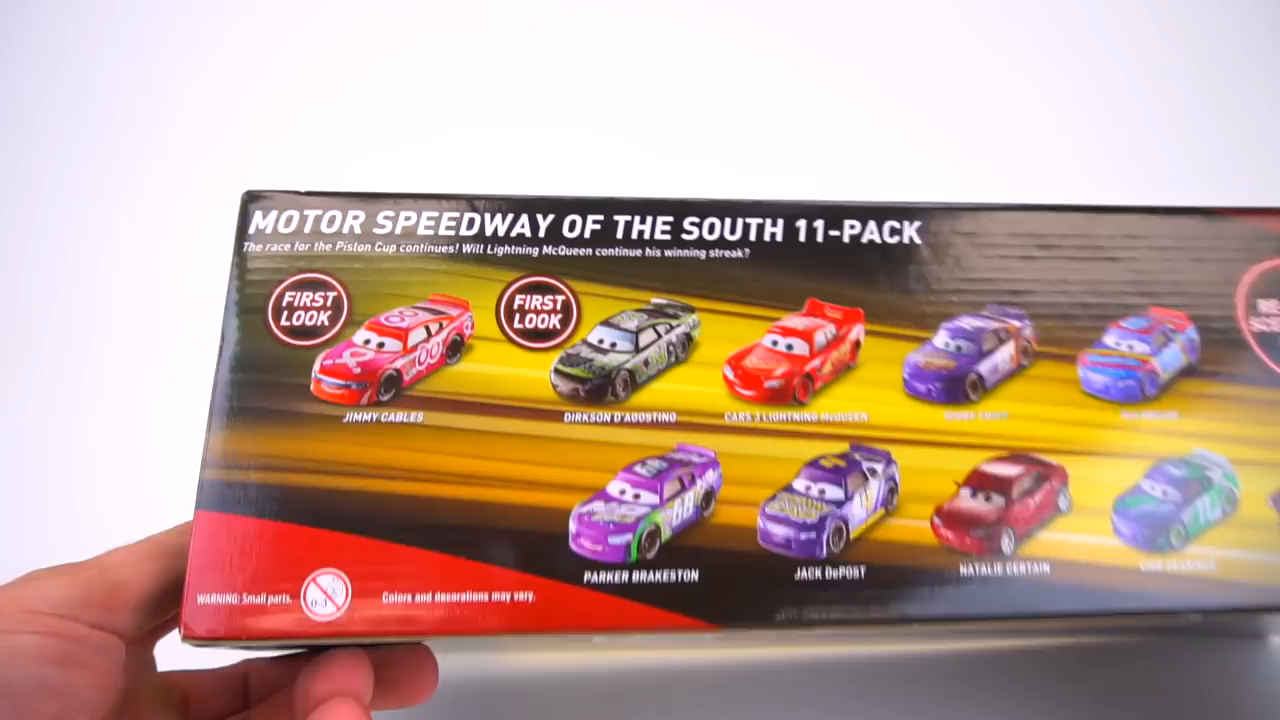 MOTOR SPEEDWAY OF THE SOUTH 11-PACK
The race for the Piston Cup continues! Will Lightning McQueen continue his winning streak?
FIRST LOOK
FIRST LOOK
JIMMY CABLES
DIRKSON D'AGOSTINO
CARS 3 LIGHTNING McQUEEN
PARKER BRAKESTON
JACK DePOST
NATALIE CERTAIN
WARNING: Small parts.
0-3
Colors and decorations may vary.